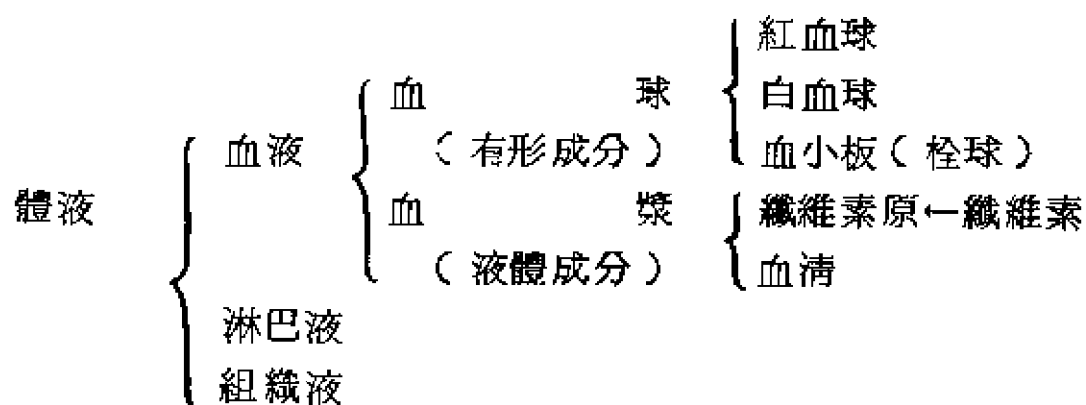 紅血球
血球
白血球
血液
(有形成分)
血小板(栓球)
體液
血漿
纖維素原←纖維素
(液體成分)
血清
淋巴液
組織液